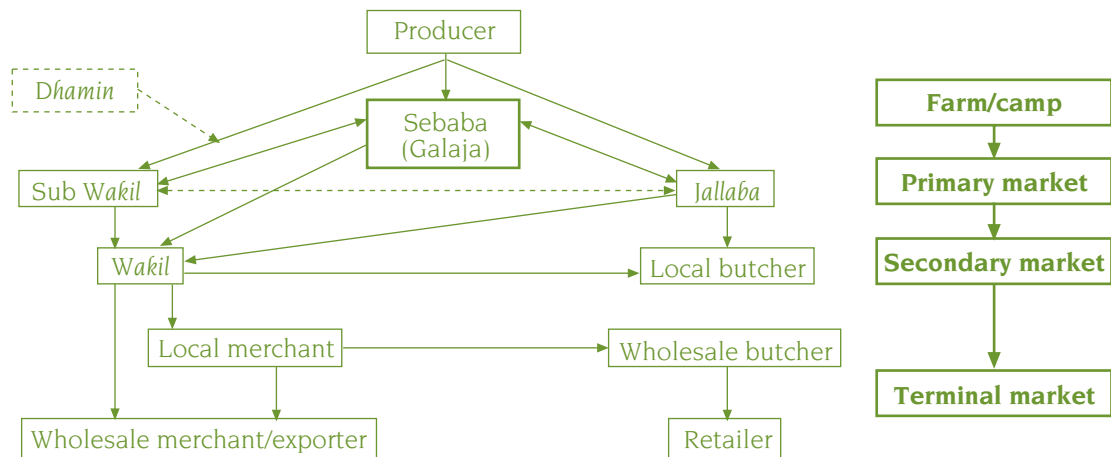 Producer
Dhamin
Sebaba
(Galaja)
Farm/camp
Sub Wakil
Jallaba
Primary market
Wakil
Local butcher
Secondary market
Local merchant
Wholesale butcher
Terminal market
Wholesale merchant/exporter
Retailer